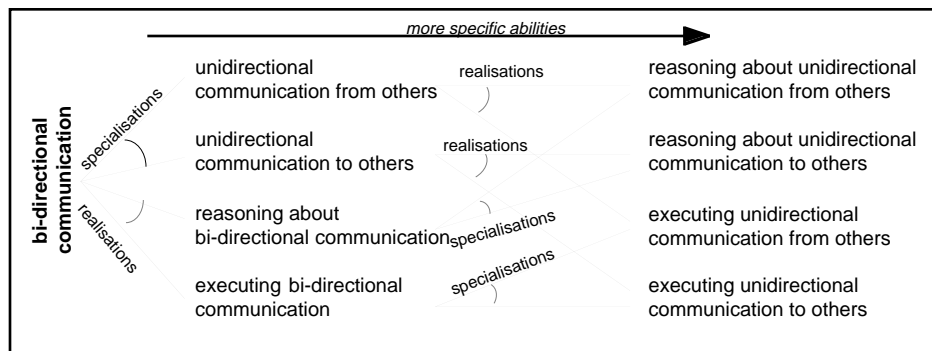 more specific abilities
bi-directional
communication
specialisations
realisations
unidirectional
communication from others
unidirectional
communication to others
reasoning about
bi-directional communication
executing bi-directional
communication
realisations
realisations
specialisations
specialisations
reasoning about unidirectional
communication from others
reasoning about unidirectional
communication to others
executing unidirectional
communication from others
executing unidirectional
communication to others